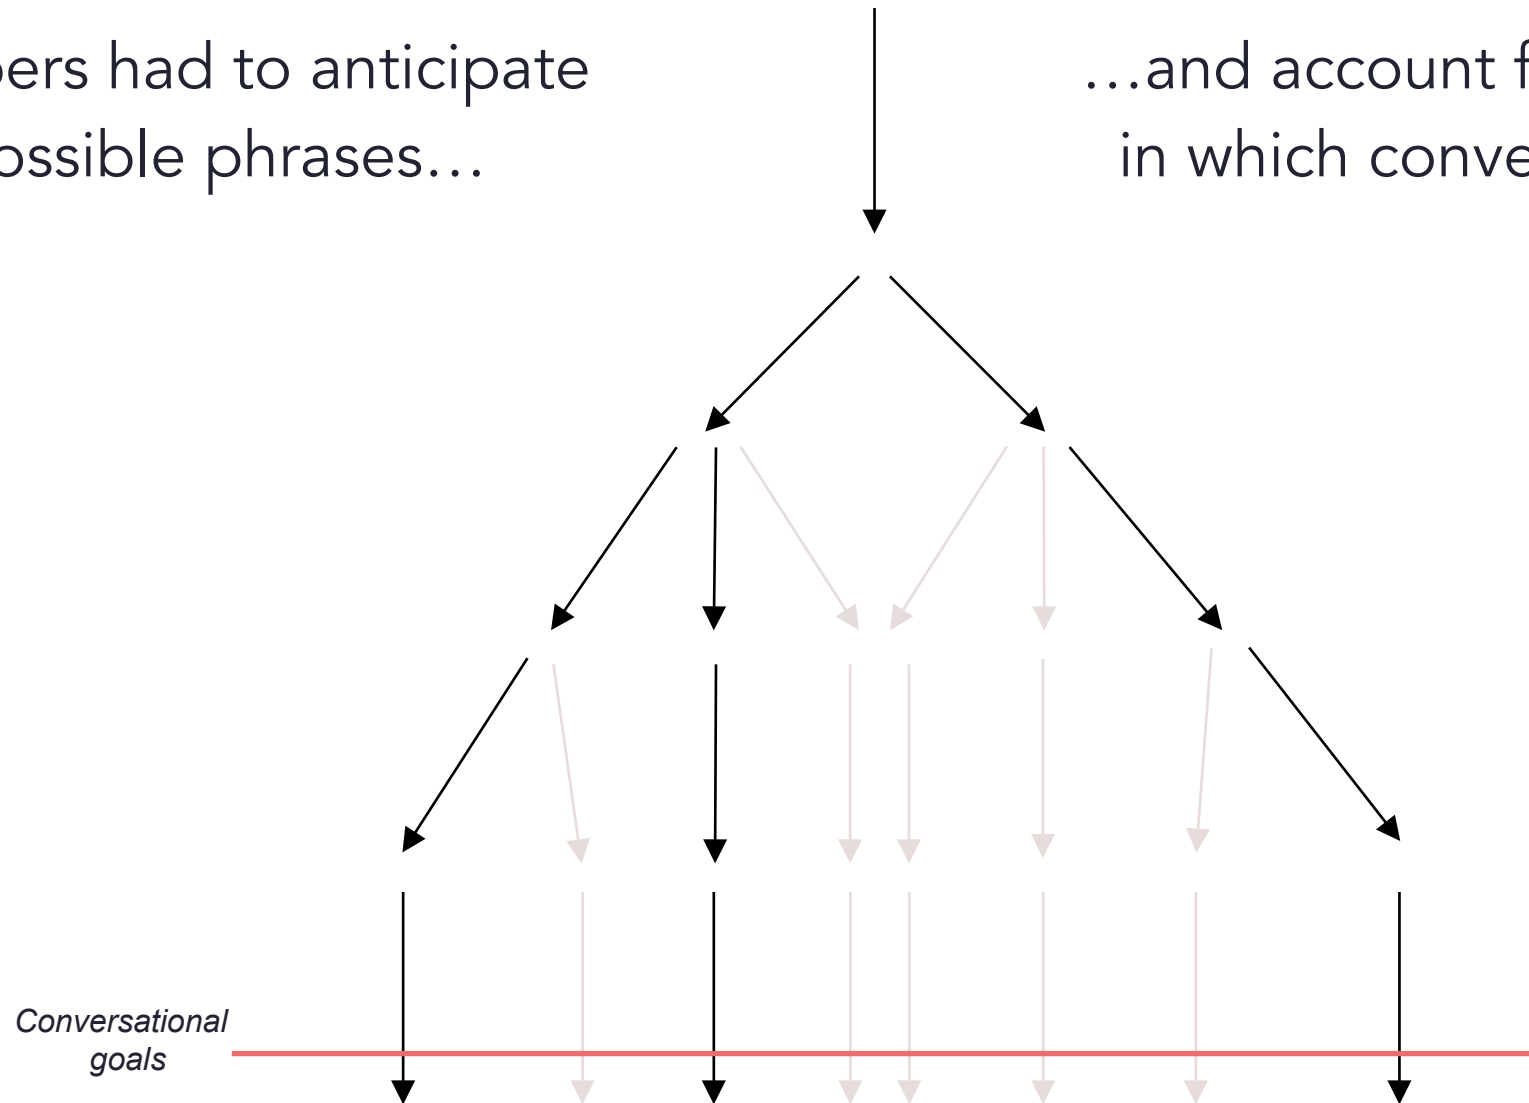 pers had to anticipate
ossible phrases…
…and account f
in which conve
Conversational
goals